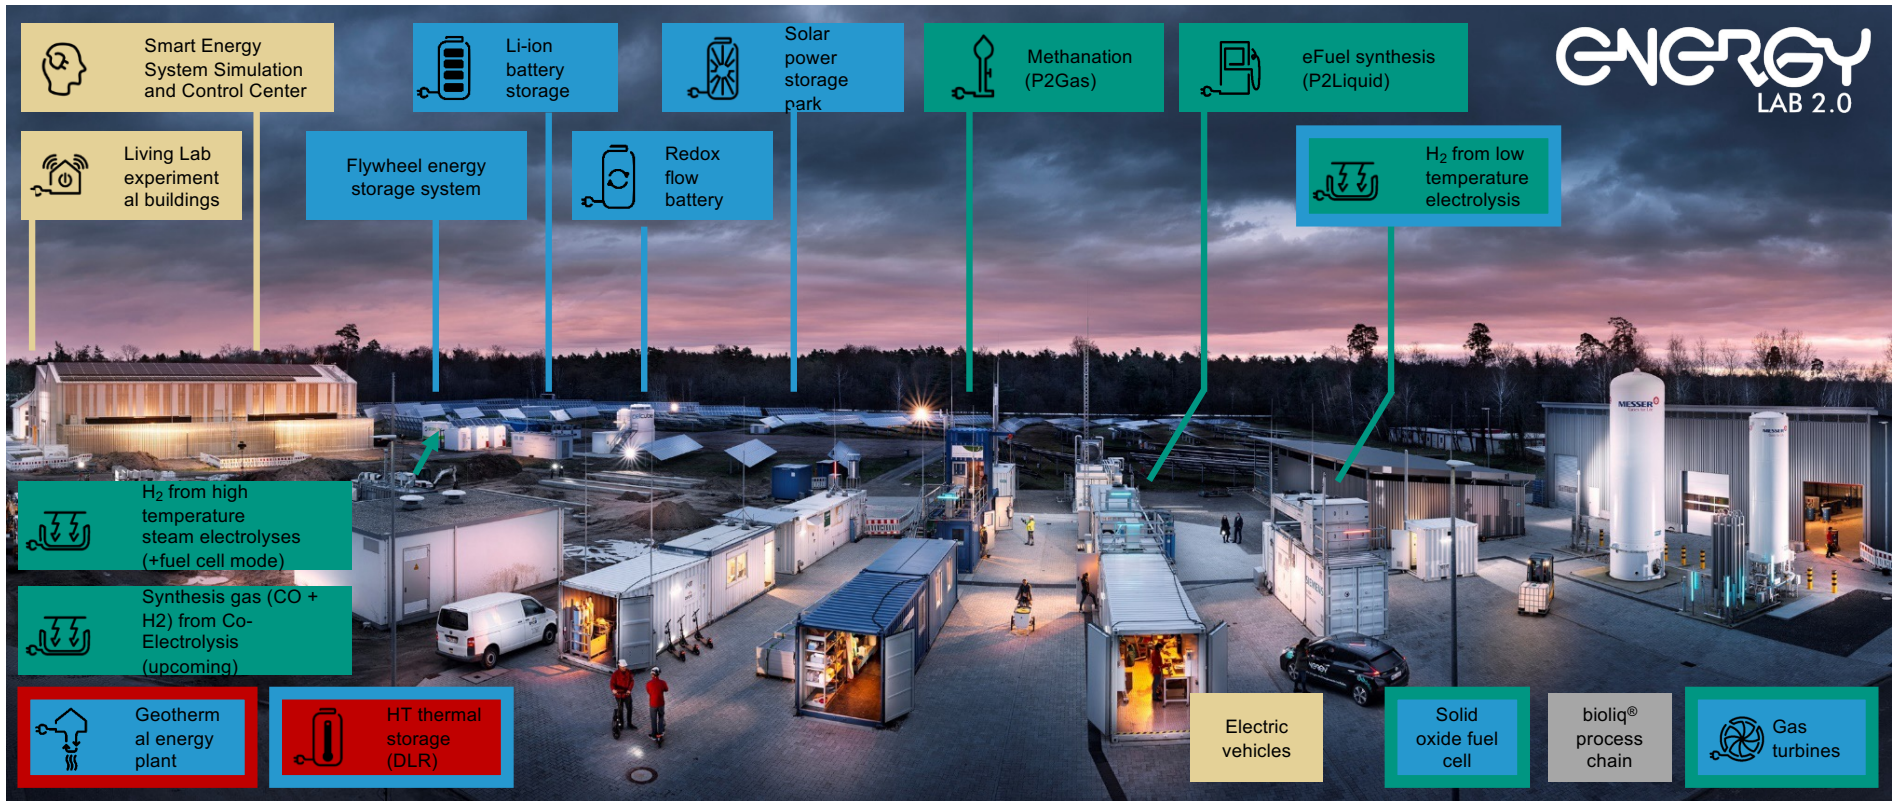 Smart Energy
System Simulation
and Control Center
Li-ion
battery
storage
Solar
power
storage
park
Methanation
(P2Gas)
eFuel synthesis
(P2Liquid)
ENERGY
LAB 2.0
Living Lab
experiment
al buildings
Flywheel energy
storage system
Redox
flow
battery
H₂ from low
temperature
electrolysis
MESSER
MESSER
SIEMENS
H₂ from high
temperature
steam electrolyses
(+fuel cell mode)
Synthesis gas (CO +
H2) from Co-
Electrolysis
(upcoming)
Geotherm
al energy
plant
HT thermal
storage
(DLR)
Electric
vehicles
Solid
oxide fuel
cell
bioliq®
process
chain
Gas
turbines